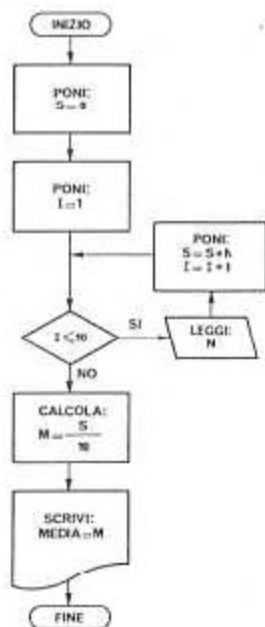 INIZIO
PONI:
S = 0
PONI:
I = 1
PONI:
S = S + N
I = I + 1
I ≤ 10
SI
LEGGI:
N
NO
CALCOLA:
M = S
10
SCRIVI:
MEDIA = M
FINE